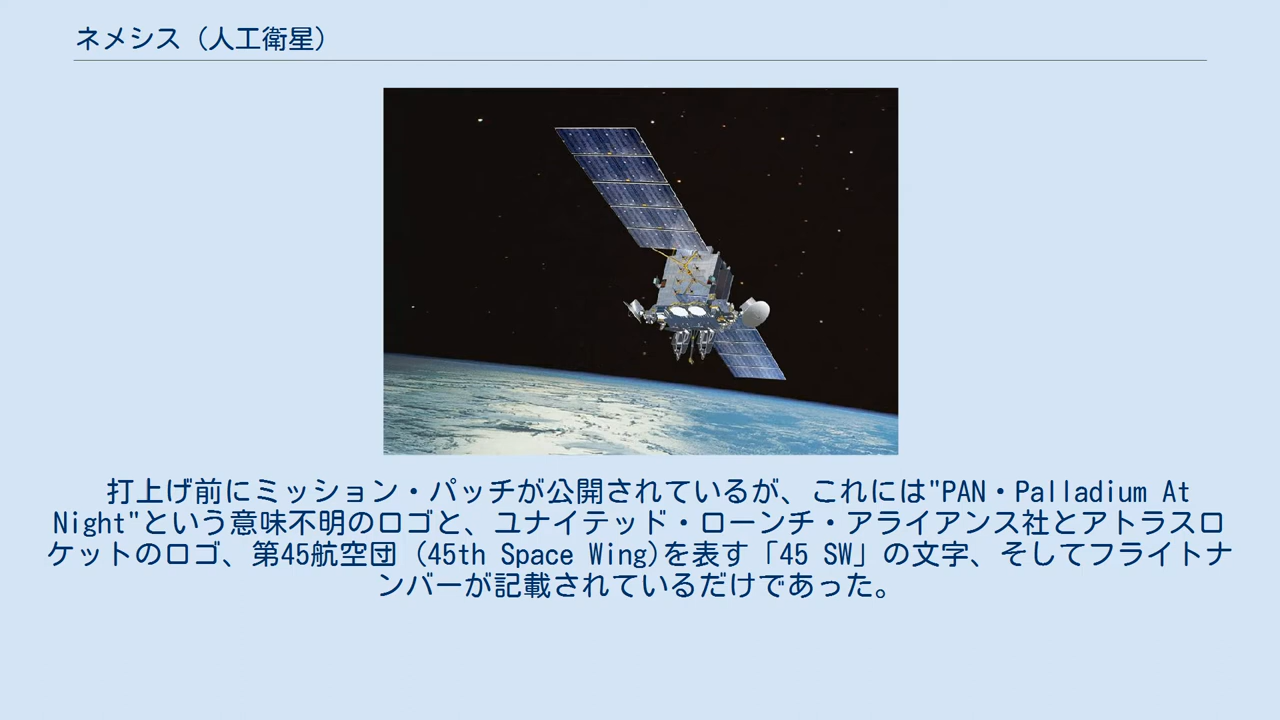 ネメシス（人工衛星）
打上げ前にミッション・パッチが公開されているが、これには"PAN・Palladium At
Night"という意味不明のロゴと、ユナイテッド・ローンチ・アライアンス社とアトラスロ
ケットのロゴ、第45航空団（45th Space Wing)を表す「45 SW」の文字、そしてフライトナ
ンバーが記載されているだけであった。